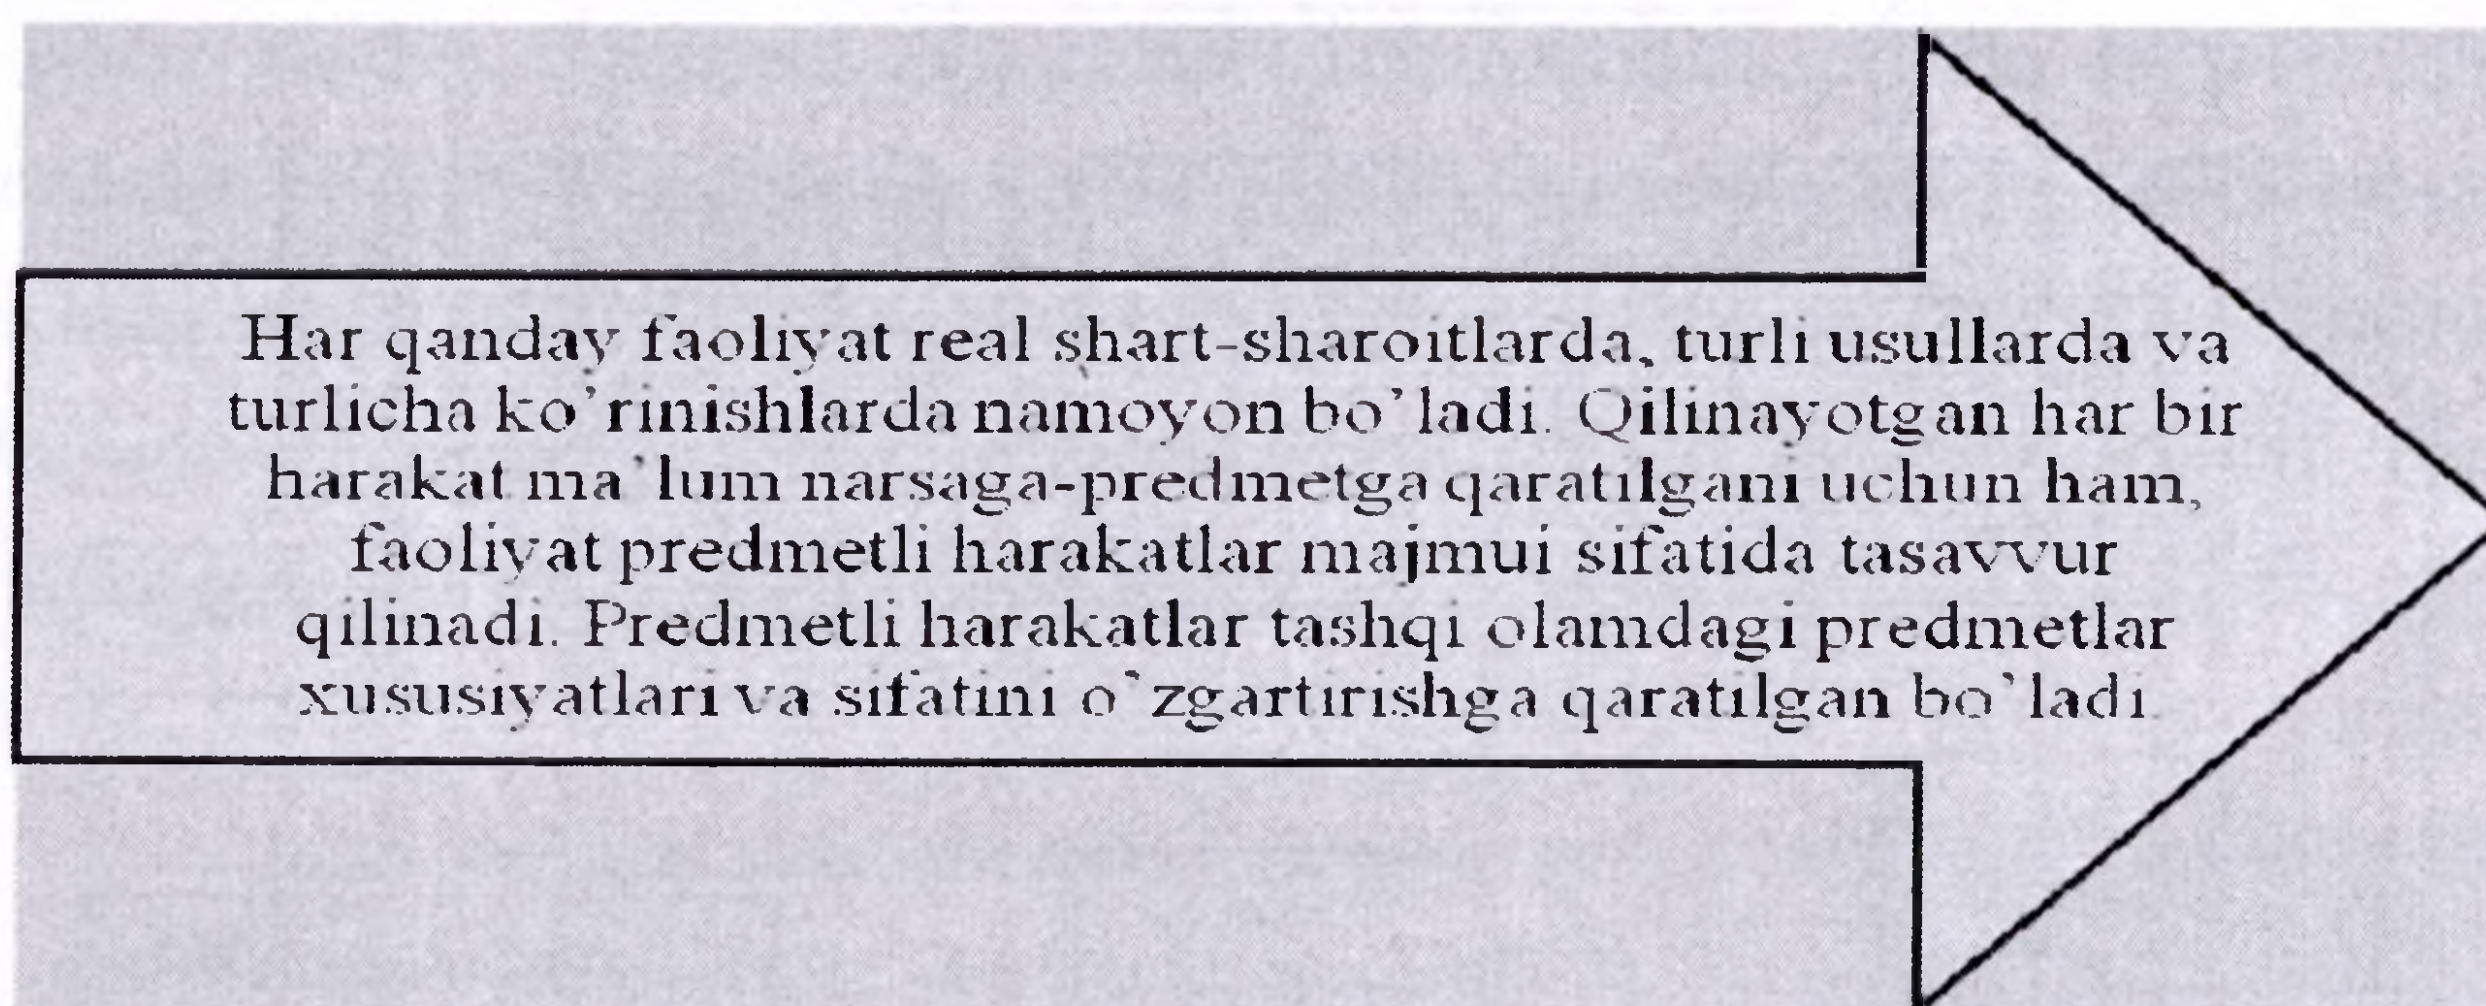 Har qanday faoliyat real shart-sharoitlarda, turli usullarda va
turlicha ko'rinishlarda namoyon bo'ladi. Qilinayotgan har bir
harakat ma'lum narsaga-predmetga qaratilgani uchun ham,
faoliyat predmetli harakatlar majmui sifatida tasavvur
qilinadi. Predmetli harakatlar tashqi olamdagi predmetlar
xususiyatlari va sifatini o`zgartirishga qaratilgan bo`ladi.